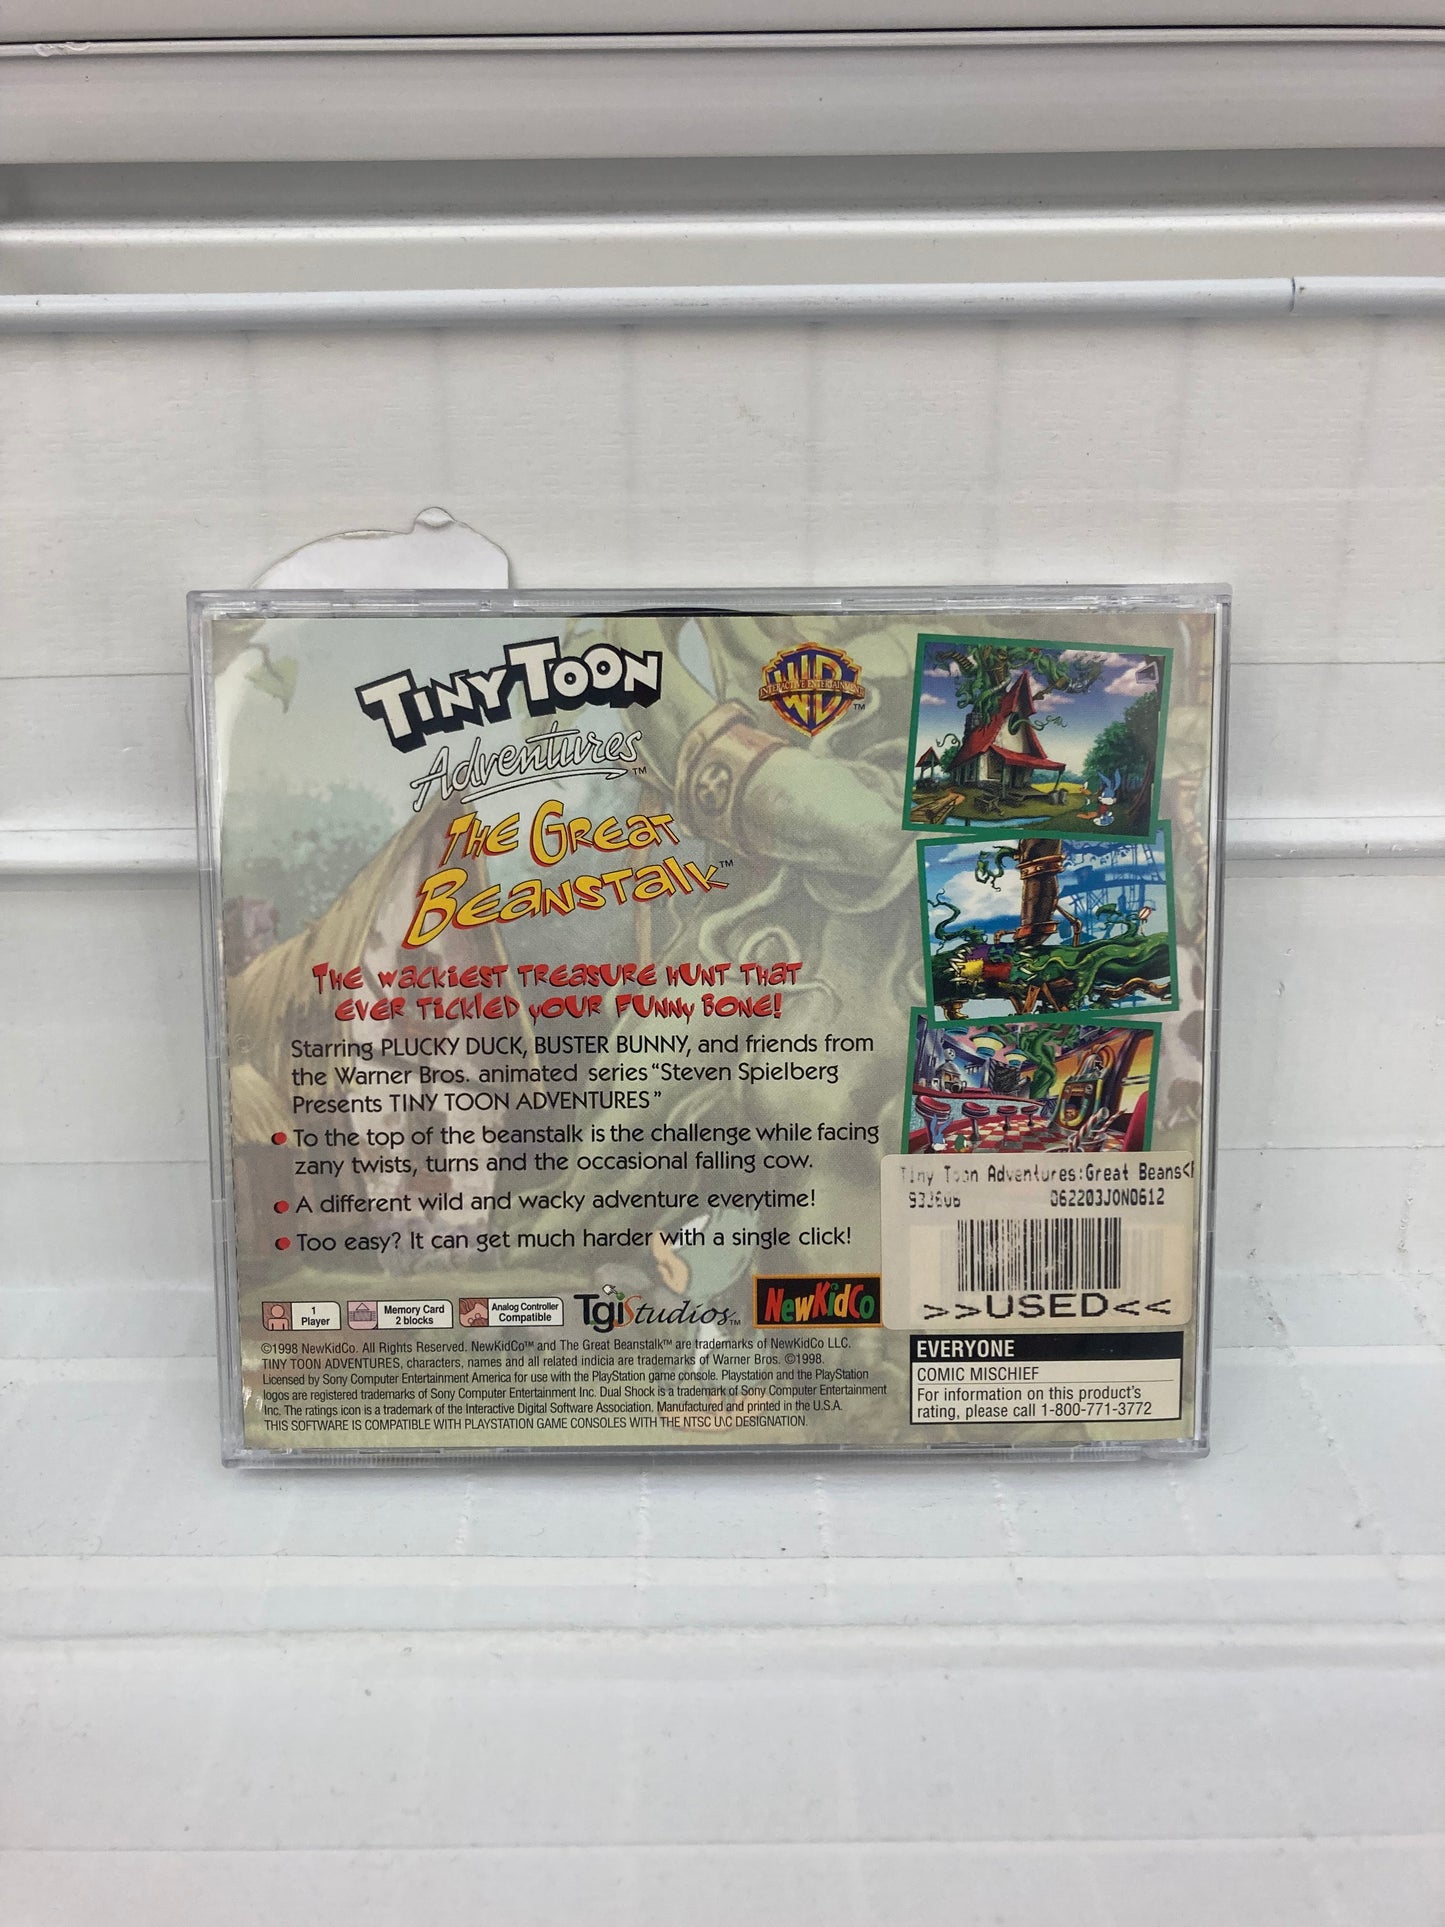 TINY TOON
Adventures™
THE GREAT
BEANSTALK™
WB
INTERACTIVE ENTERTAINMENT
™
THE WACKIEST TREASURE HUNT THAT
EVER TICKLED YOUR FUNNY BONE!
Starring PLUCKY DUCK, BUSTER BUNNY, and friends from
the Warner Bros. animated series “Steven Spielberg
Presents TINY TOON ADVENTURES”
• To the top of the beanstalk is the challenge while facing
zany twists, turns and the occasional falling cow.
• A different wild and wacky adventure everytime!
• Too easy? It can get much harder with a single click!
1
Player
Memory Card
2 blocks
Analog Controller
Compatible
TgiStudios™
NewKidCo
©1998 NewKidCo. All Rights Reserved. NewKidCo™ and The Great Beanstalk™ are trademarks of NewKidCo LLC.
TINY TOON ADVENTURES, characters, names and all related indicia are trademarks of Warner Bros. ©1998.
Licensed by Sony Computer Entertainment America for use with the PlayStation game console. Playstation and the PlayStation
logos are registered trademarks of Sony Computer Entertainment Inc. Dual Shock is a trademark of Sony Computer Entertainment
Inc. The ratings icon is a trademark of the Interactive Digital Software Association. Manufactured and printed in the U.S.A.
THIS SOFTWARE IS COMPATIBLE WITH PLAYSTATION GAME CONSOLES WITH THE NTSC U\C DESIGNATION.
Tiny Toon Adventures:Great Beans<
062203JON0612
>>USED<<
EVERYONE
COMIC MISCHIEF
For information on this product's
rating, please call 1-800-771-3772